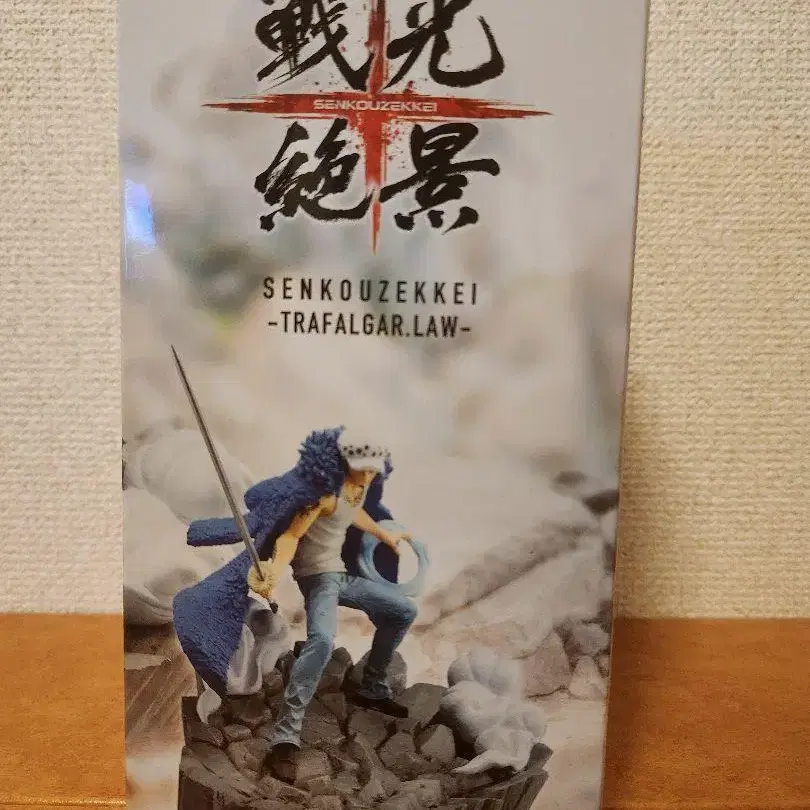 戦光
SENKOUZEKKEI
絶景
SENKOUZEKKEI
-TRAFALGAR.LAW-